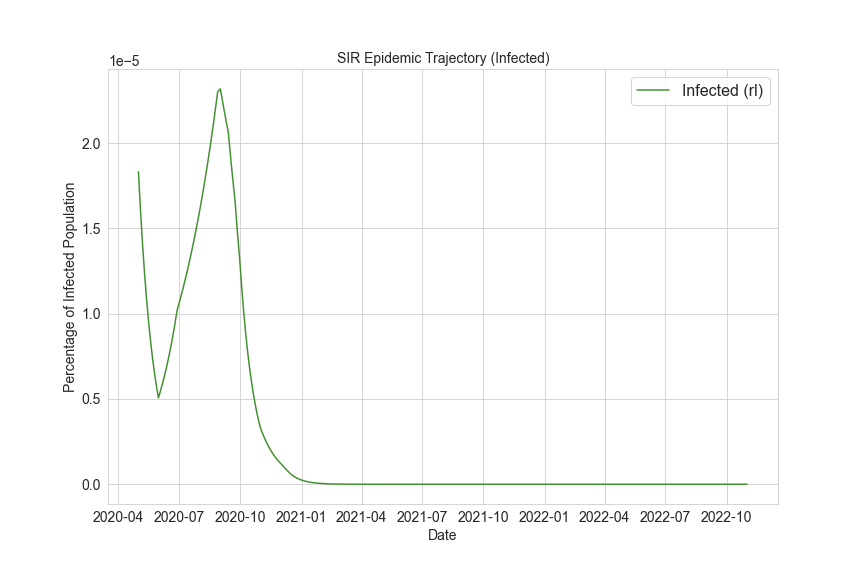 SIR Epidemic Trajectory (Infected)
1e−5
Infected (rI)
2.0
1.5
1.0
0.5
0.0
Percentage of Infected Population
2020-04 2020-07 2020-10 2021-01 2021-04 2021-07 2021-10 2022-01 2022-04 2022-07 2022-10
Date